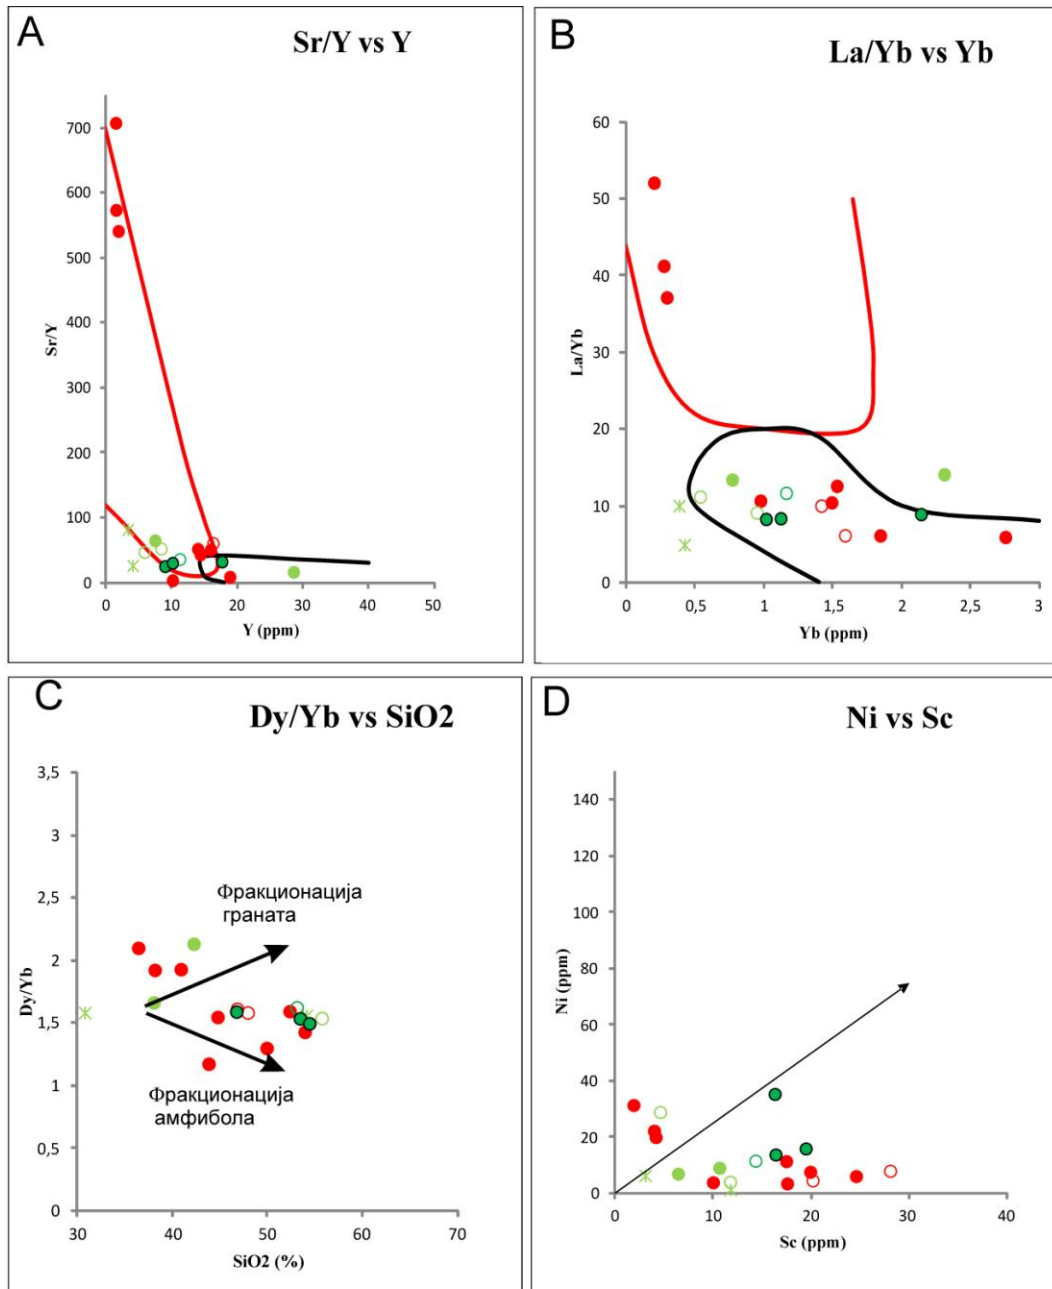 A
Sr/Y vs Y
Sr/Y
700
600
500
400
300
200
100
0
0
10
20
30
40
50
Y (ppm)
B
La/Yb vs Yb
La/Yb
60
50
40
30
20
10
0
0
0,5
1
1,5
2
2,5
3
Yb (ppm)
C
Dy/Yb vs SiO2
Dy/Yb
3,5
3
2,5
2
1,5
1
0,5
0
Фракционација
граната
Фракционација
амфибола
30
40
50
60
70
SiO2 (%)
D
Ni vs Sc
Ni (ppm)
140
120
100
80
60
40
20
0
0
10
20
30
40
Sc (ppm)